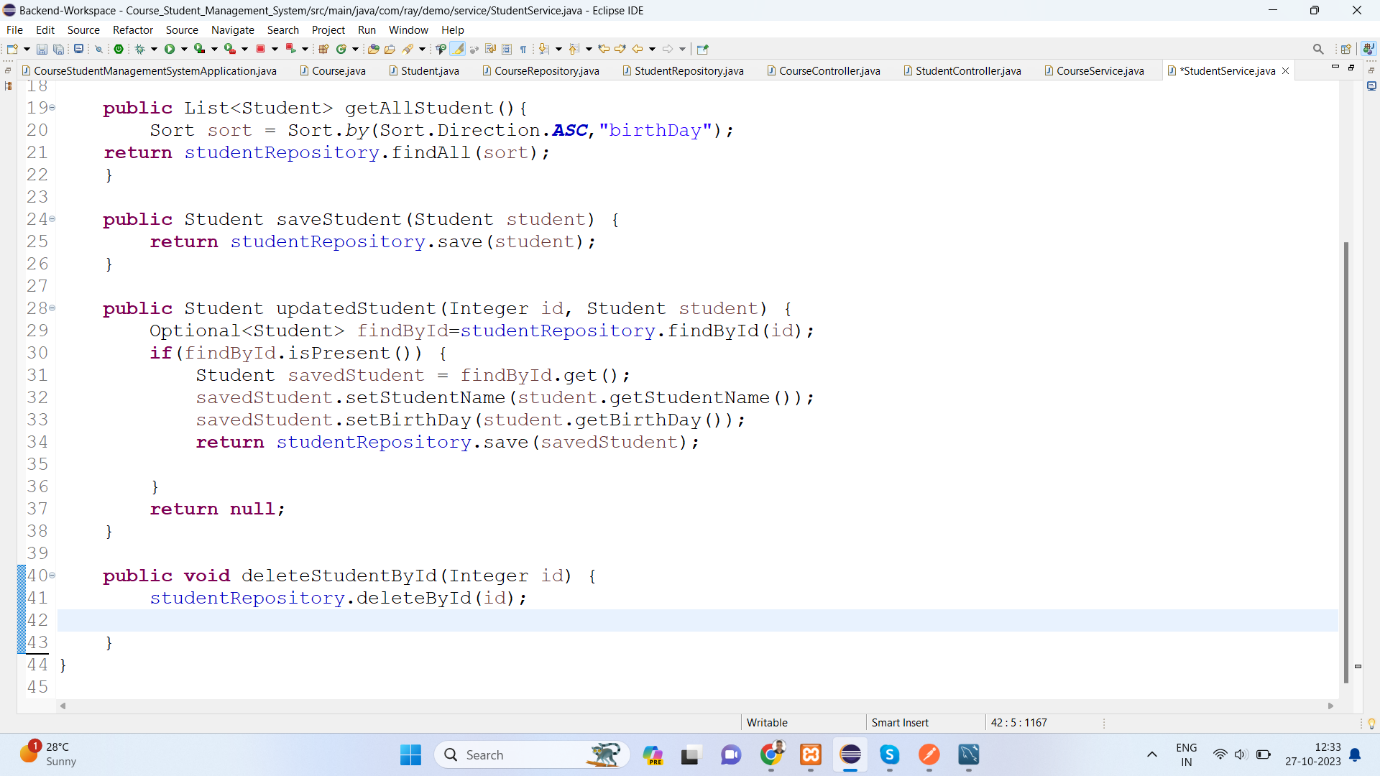 Backend-Workspace - Course_Student_Management_System/src/main/java/com/ray/demo/service/StudentService.java - Eclipse IDE
File Edit Source Refactor Source Navigate Search Project Run Window Help
CourseStudentManagementSystemApplication.java Course.java Student.java CourseRepository.java StudentRepository.java CourseController.java StudentController.java CourseService.java *StudentService.java
18
19 public List<Student> getAllStudent(){
20 Sort sort = Sort.by(Sort.Direction.ASC,"birthDay");
21 return studentRepository.findAll(sort);
22 }
23
24 public Student saveStudent(Student student) {
25 return studentRepository.save(student);
26 }
27
28 public Student updatedStudent(Integer id, Student student) {
29 Optional<Student> findById=studentRepository.findById(id);
30 if(findById.isPresent()) {
31 Student savedStudent = findById.get();
32 savedStudent.setStudentName(student.getStudentName());
33 savedStudent.setBirthDay(student.getBirthDay());
34 return studentRepository.save(savedStudent);
35
36 }
37 return null;
38 }
39
40 public void deleteStudentById(Integer id) {
41 studentRepository.deleteById(id);
42
43 }
44 }
45
Writable Smart Insert 42 : 5 : 1167
1 28°C
Sunny
Search
PRE
ENG
IN
12:33
27-10-2023